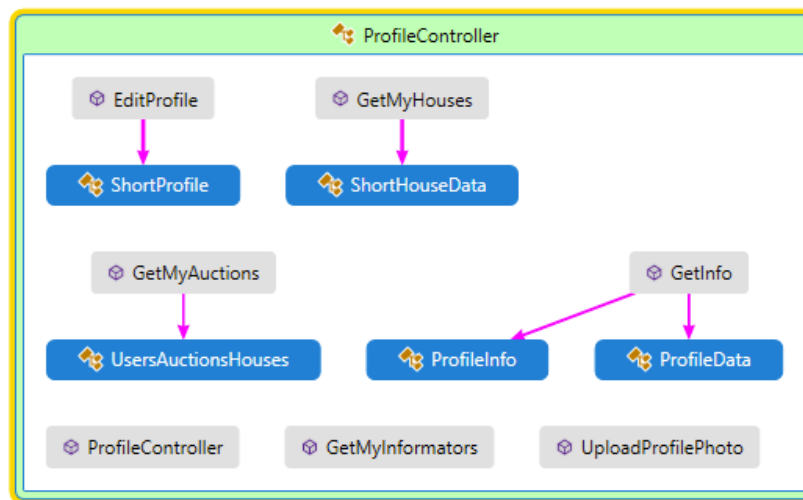 ProfileController
EditProfile
GetMyHouses
ShortProfile
ShortHouseData
GetMyAuctions
GetInfo
UsersAuctionsHouses
ProfileInfo
ProfileData
ProfileController
GetMyInformators
UploadProfilePhoto